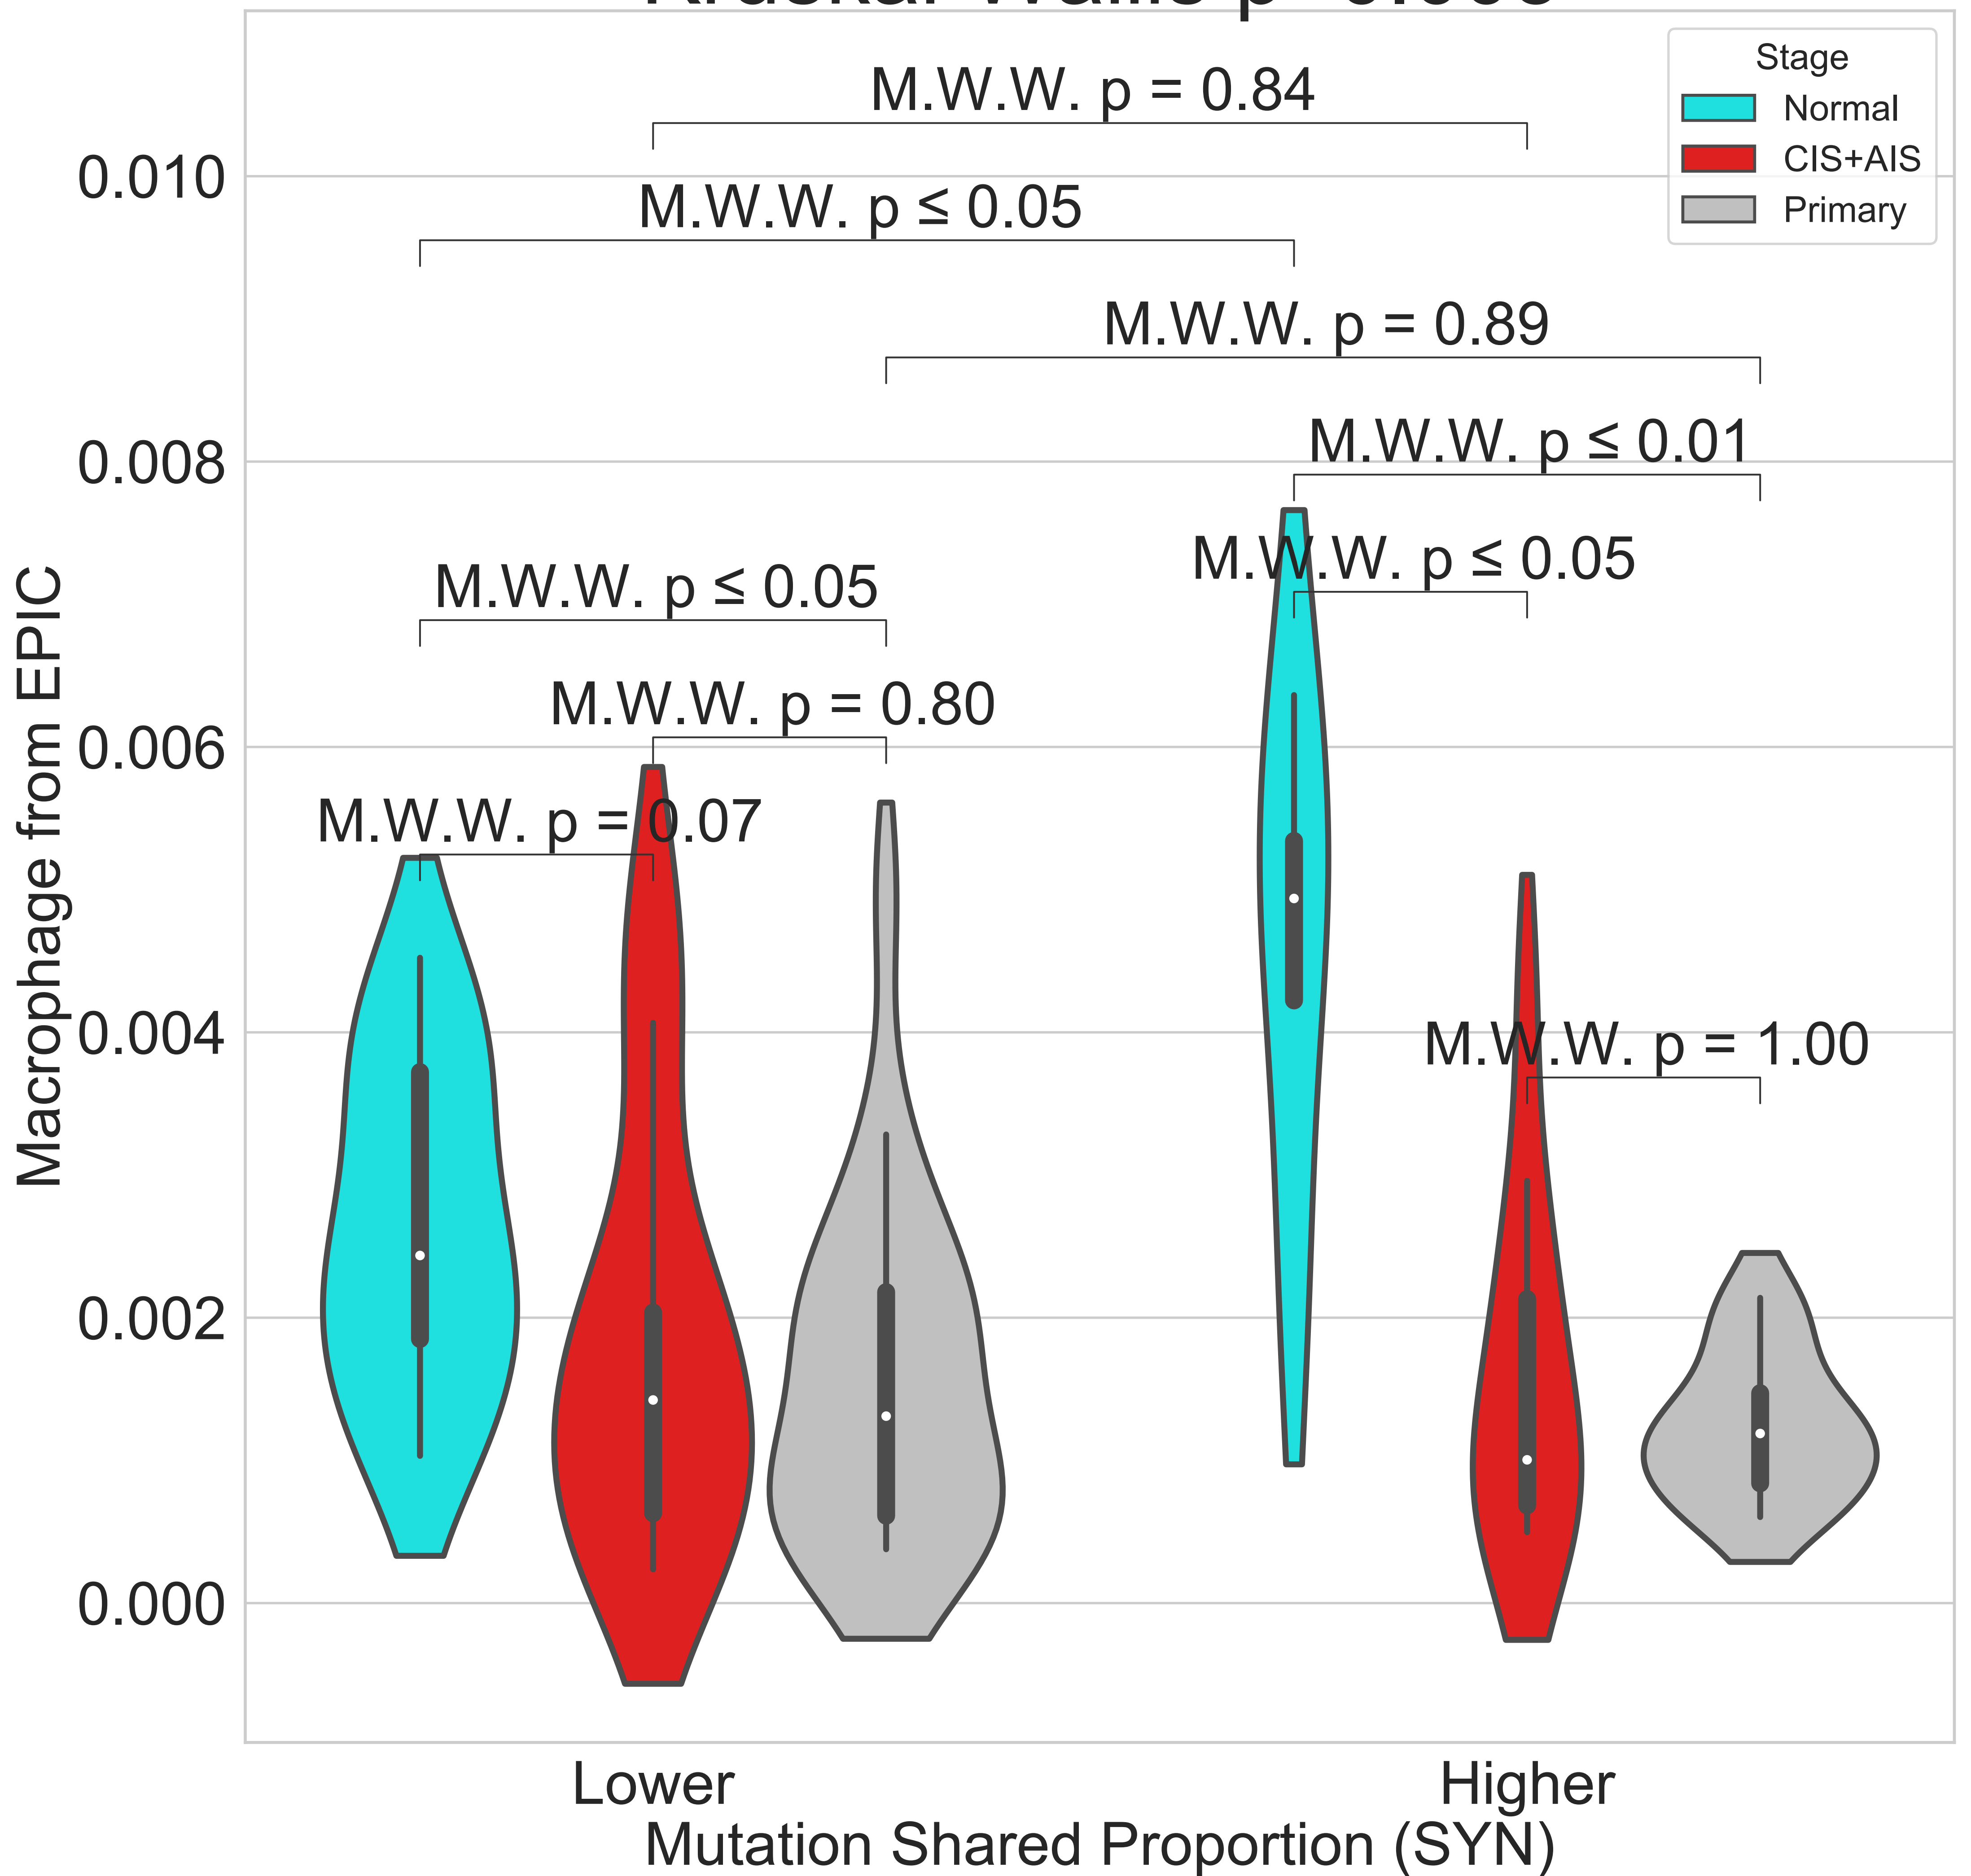 Stage
Normal
CIS+AIS
Primary
M.W.W. p = 0.84
M.W.W. p ≤ 0.05
M.W.W. p = 0.89
M.W.W. p ≤ 0.01
M.W.W. p ≤ 0.05
M.W.W. p ≤ 0.05
M.W.W. p = 0.80
M.W.W. p = 0.07
M.W.W. p = 1.00
0.010
0.008
0.006
0.004
0.002
0.000
Macrophage from EPIC
Lower
Higher
Mutation Shared Proportion (SYN)